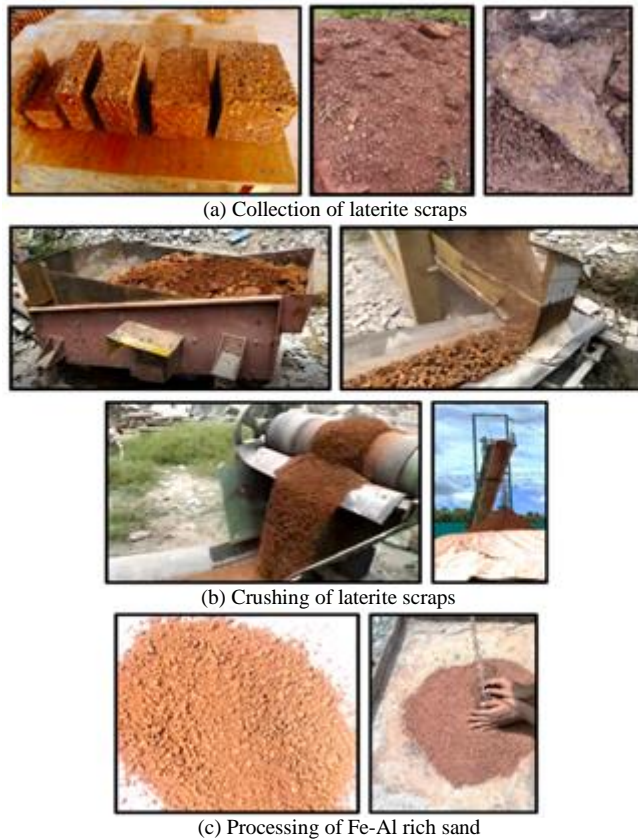 (a) Collection of laterite scraps
(b) Crushing of laterite scraps
(c) Processing of Fe-Al rich sand